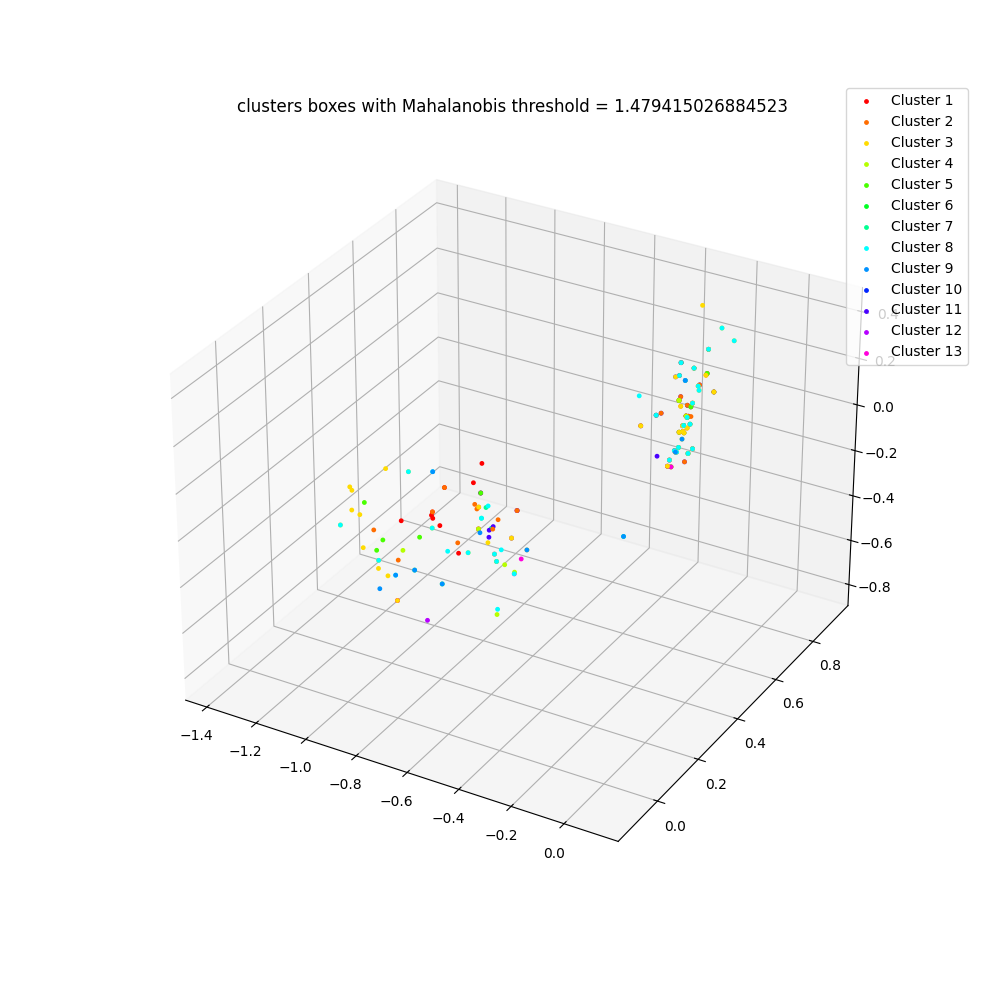 clusters boxes with Mahalanobis threshold = 1.479415026884523
Cluster 1
Cluster 2
Cluster 3
Cluster 4
Cluster 5
Cluster 6
Cluster 7
Cluster 8
Cluster 9
Cluster 10
Cluster 11
Cluster 12
Cluster 13
0.4
0.2
0.0
−0.2
−0.4
−0.6
−0.8
0.8
0.6
0.4
0.2
0.0
−1.4
−1.2
−1.0
−0.8
−0.6
−0.4
−0.2
0.0